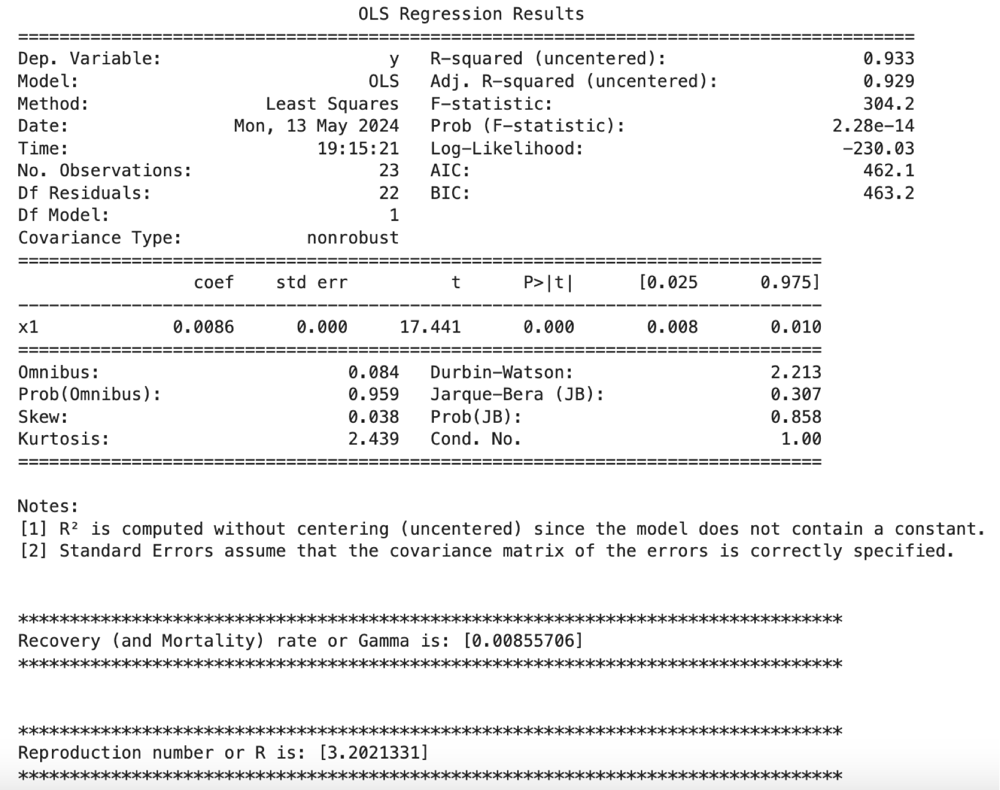 OLS Regression Results
==============================================================================
Dep. Variable: y R-squared (uncentered): 0.933
Model: OLS Adj. R-squared (uncentered): 0.929
Method: Least Squares F-statistic: 304.2
Date: Mon, 13 May 2024 Prob (F-statistic): 2.28e-14
Time: 19:15:21 Log-Likelihood: -230.03
No. Observations: 23 AIC: 462.1
Df Residuals: 22 BIC: 463.2
Df Model: 1
Covariance Type: nonrobust
==============================================================================
coef std err t P>|t| [0.025 0.975]
------------------------------------------------------------------------------
x1 0.0086 0.000 17.441 0.000 0.008 0.010
==============================================================================
Omnibus: 0.084 Durbin-Watson: 2.213
Prob(Omnibus): 0.959 Jarque-Bera (JB): 0.307
Skew: 0.038 Prob(JB): 0.858
Kurtosis: 2.439 Cond. No. 1.00
==============================================================================
Notes:
[1] R² is computed without centering (uncentered) since the model does not contain a constant.
[2] Standard Errors assume that the covariance matrix of the errors is correctly specified.
********************************************************************************
Recovery (and Mortality) rate or Gamma is: [0.00855706]
********************************************************************************
********************************************************************************
Reproduction number or R is: [3.2021331]
********************************************************************************